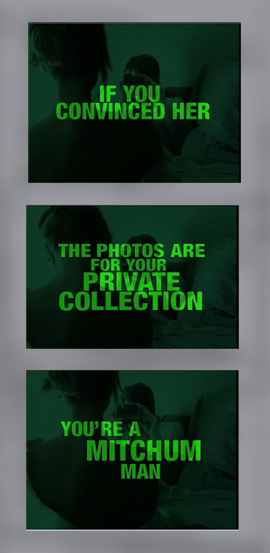 IF YOU
CONVINCED HER
THE PHOTOS ARE
FOR YOUR
PRIVATE
COLLECTION
YOU'RE A
MITCHUM
MAN